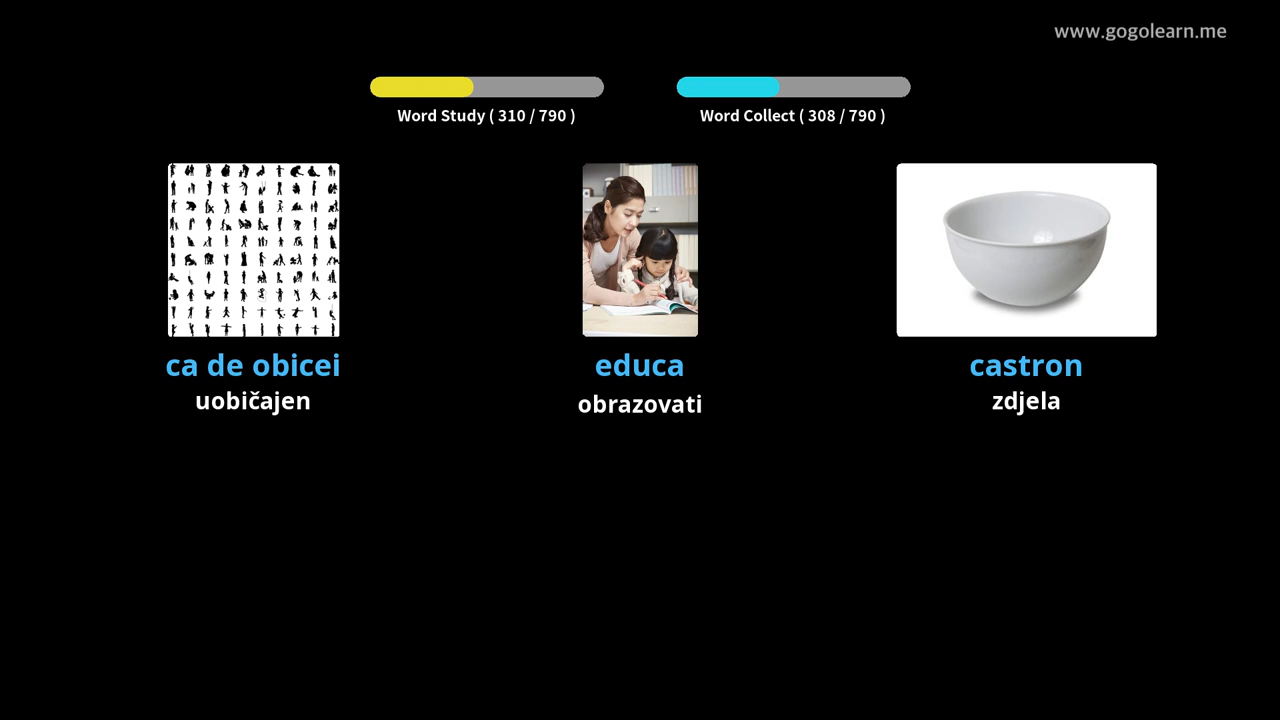 www.gogolearn.me
Word Study ( 310 / 790 )
Word Collect ( 308 / 790 )
ca de obicei
uobičajen
educa
obrazovati
castron
zdjela